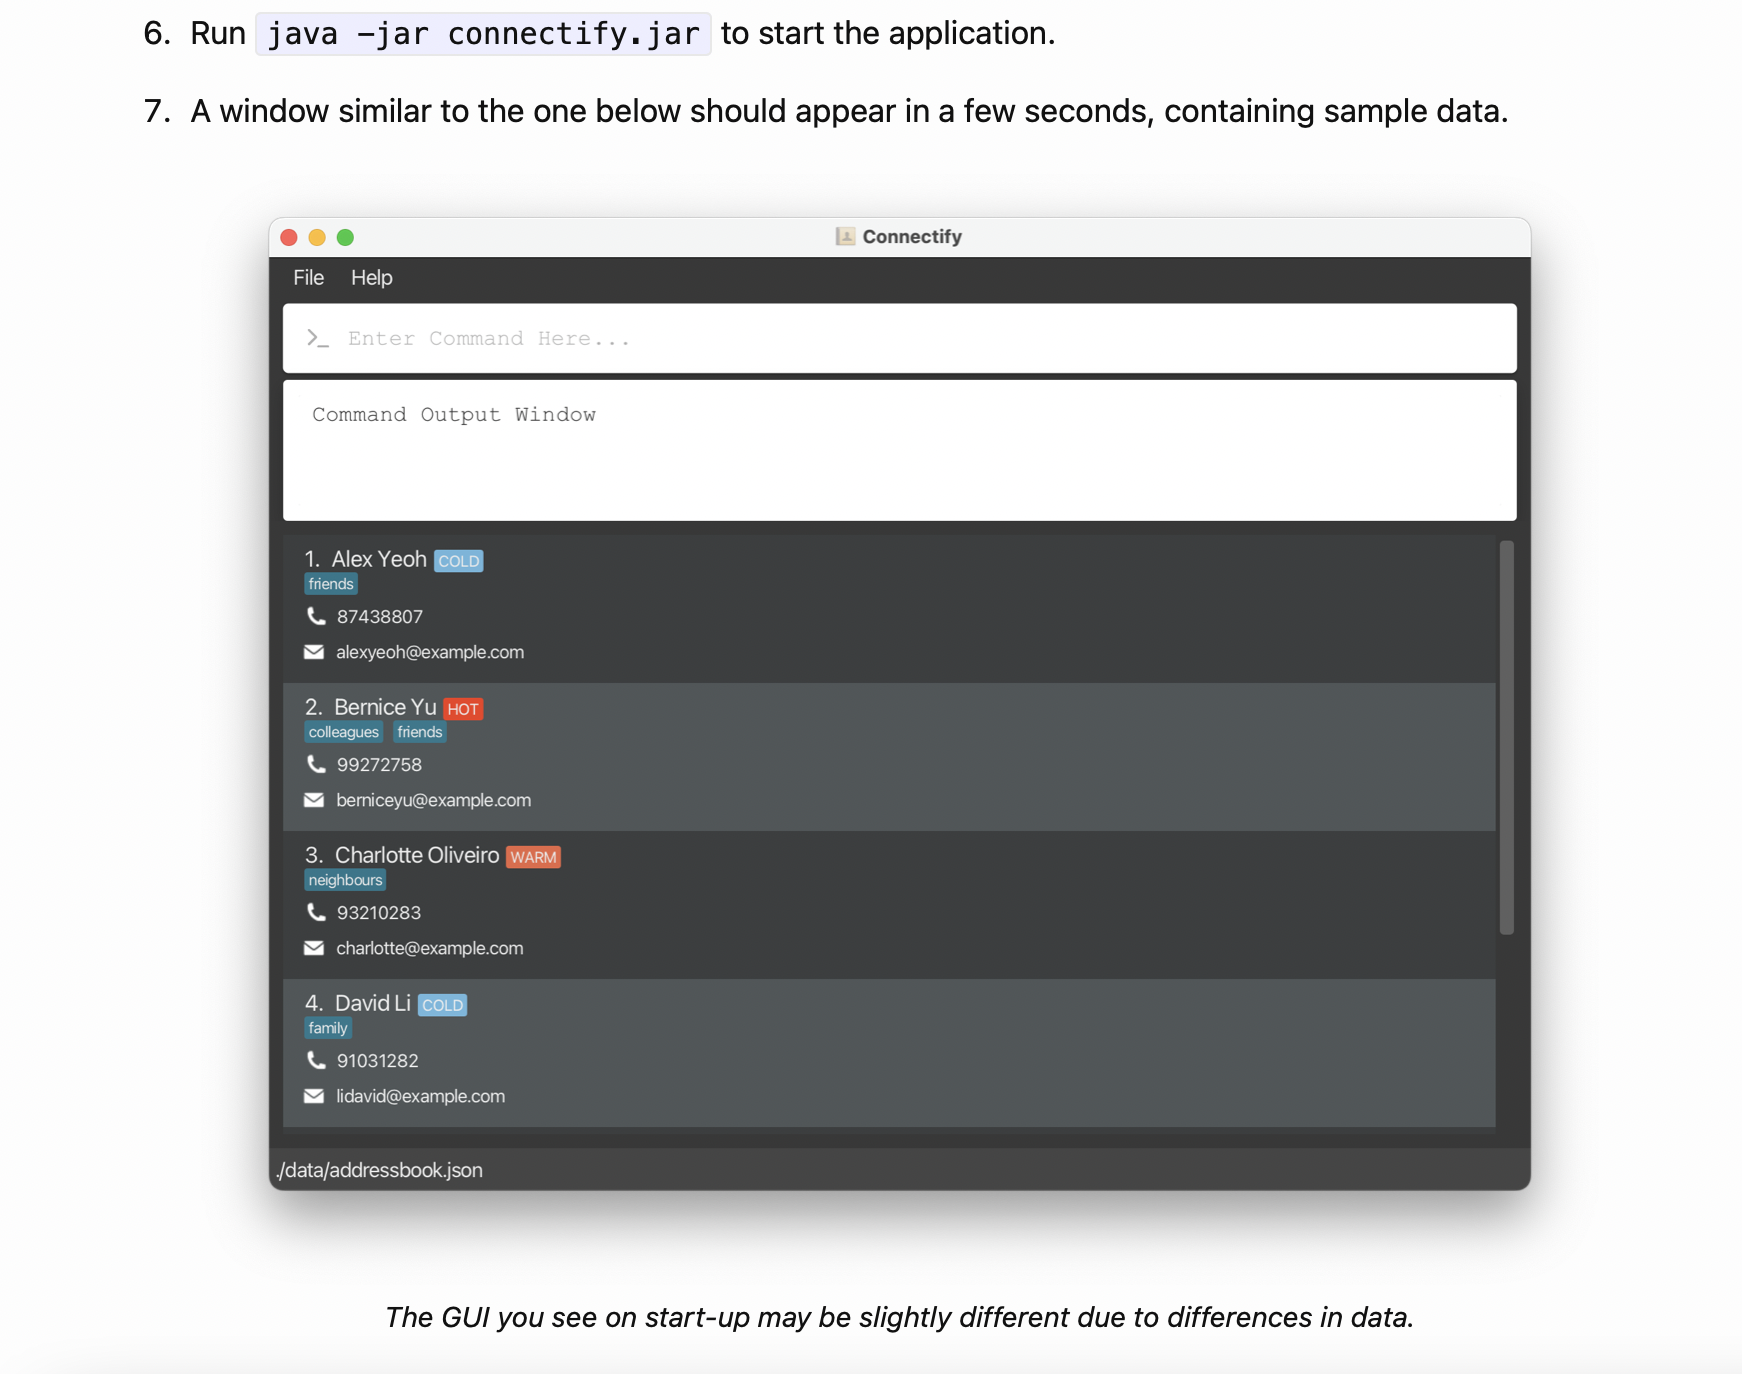 6. Run java -jar connectify.jar to start the application.
7. A window similar to the one below should appear in a few seconds, containing sample data.
Connectify
File Help
>_ Enter Command Here...
Command Output Window
1. Alex Yeoh COLD
friends
87438807
alexyeoh@example.com
2. Bernice Yu HOT
colleagues friends
99272758
berniceyu@example.com
3. Charlotte Oliveiro WARM
neighbours
93210283
charlotte@example.com
4. David Li COLD
family
91031282
lidavid@example.com
./data/addressbook.json
The GUI you see on start-up may be slightly different due to differences in data.